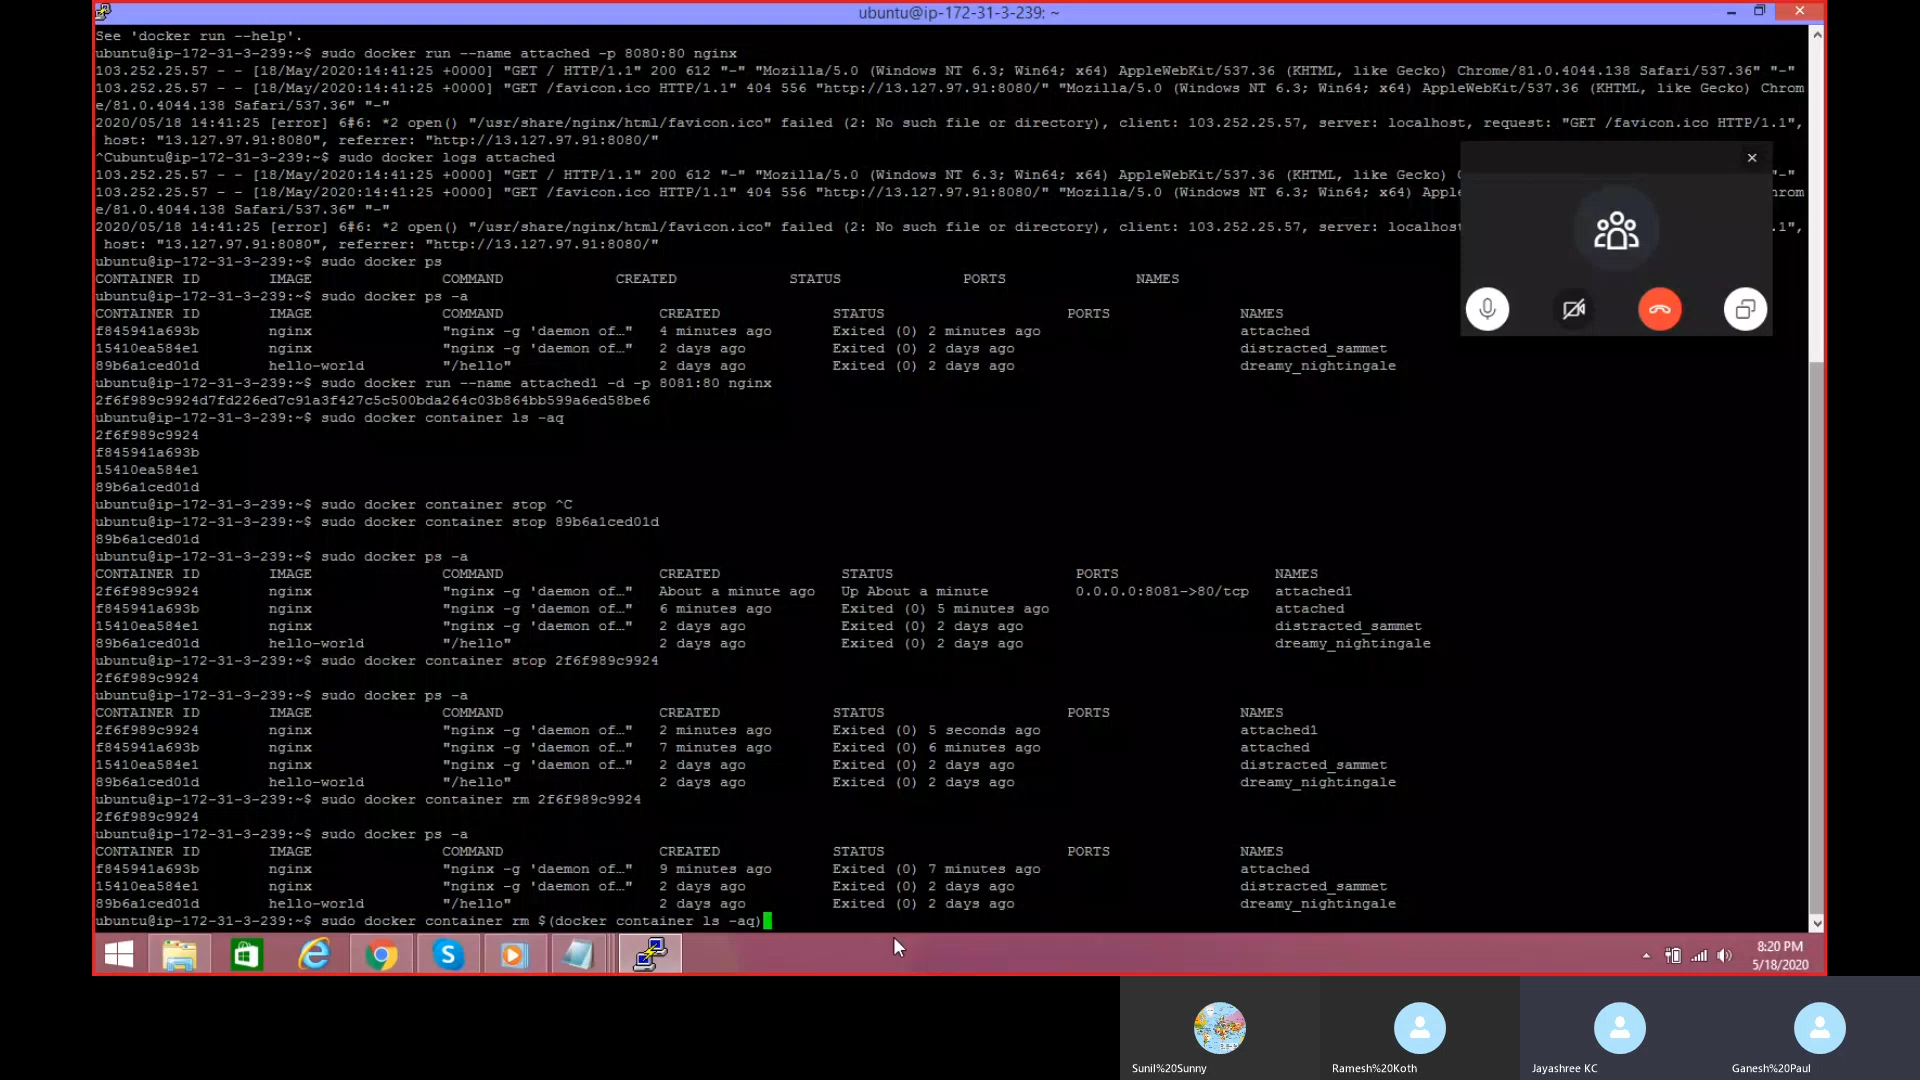 ubuntu@ip-172-31-3-239: ~
See 'docker run --help'.
ubuntu@ip-172-31-3-239:~$ sudo docker run --name attached -p 8080:80 nginx
103.252.25.57 - - [18/May/2020:14:41:25 +0000] "GET / HTTP/1.1" 200 612 "-" "Mozilla/5.0 (Windows NT 6.3; Win64; x64) AppleWebKit/537.36 (KHTML, like Gecko) Chrome/81.0.4044.138 Safari/537.36" "-"
103.252.25.57 - - [18/May/2020:14:41:25 +0000] "GET /favicon.ico HTTP/1.1" 404 556 "http://13.127.97.91:8080/" "Mozilla/5.0 (Windows NT 6.3; Win64; x64) AppleWebKit/537.36 (KHTML, like Gecko) Chrom
e/81.0.4044.138 Safari/537.36" "-"
2020/05/18 14:41:25 [error] 6#6: *2 open() "/usr/share/nginx/html/favicon.ico" failed (2: No such file or directory), client: 103.252.25.57, server: localhost, request: "GET /favicon.ico HTTP/1.1",
host: "13.127.97.91:8080", referrer: "http://13.127.97.91:8080/"
^Cubuntu@ip-172-31-3-239:~$ sudo docker logs attached
103.252.25.57 - - [18/May/2020:14:41:25 +0000] "GET / HTTP/1.1" 200 612 "-" "Mozilla/5.0 (Windows NT 6.3; Win64; x64) AppleWebKit/537.36 (KHTML, like Gecko) "-"
103.252.25.57 - - [18/May/2020:14:41:25 +0000] "GET /favicon.ico HTTP/1.1" 404 556 "http://13.127.97.91:8080/" "Mozilla/5.0 (Windows NT 6.3; Win64; x64) Apple hrom
e/81.0.4044.138 Safari/537.36" "-"
2020/05/18 14:41:25 [error] 6#6: *2 open() "/usr/share/nginx/html/favicon.ico" failed (2: No such file or directory), client: 103.252.25.57, server: localhos .1",
host: "13.127.97.91:8080", referrer: "http://13.127.97.91:8080/"
ubuntu@ip-172-31-3-239:~$ sudo docker ps
CONTAINER ID IMAGE COMMAND CREATED STATUS PORTS NAMES
ubuntu@ip-172-31-3-239:~$ sudo docker ps -a
CONTAINER ID IMAGE COMMAND CREATED STATUS PORTS NAMES
f845941a693b nginx "nginx -g 'daemon of…" 4 minutes ago Exited (0) 2 minutes ago attached
15410ea584e1 nginx "nginx -g 'daemon of…" 2 days ago Exited (0) 2 days ago distracted_sammet
89b6a1ced01d hello-world "/hello" 2 days ago Exited (0) 2 days ago dreamy_nightingale
ubuntu@ip-172-31-3-239:~$ sudo docker run --name attached1 -d -p 8081:80 nginx
2f6f989c9924d7fd226ed7c91a3f427c5c500bda264c03b864bb599a6ed58be6
ubuntu@ip-172-31-3-239:~$ sudo docker container ls -aq
2f6f989c9924
f845941a693b
15410ea584e1
89b6a1ced01d
ubuntu@ip-172-31-3-239:~$ sudo docker container stop ^C
ubuntu@ip-172-31-3-239:~$ sudo docker container stop 89b6a1ced01d
89b6a1ced01d
ubuntu@ip-172-31-3-239:~$ sudo docker ps -a
CONTAINER ID IMAGE COMMAND CREATED STATUS PORTS NAMES
2f6f989c9924 nginx "nginx -g 'daemon of…" About a minute ago Up About a minute 0.0.0.0:8081->80/tcp attached1
f845941a693b nginx "nginx -g 'daemon of…" 6 minutes ago Exited (0) 5 minutes ago attached
15410ea584e1 nginx "nginx -g 'daemon of…" 2 days ago Exited (0) 2 days ago distracted_sammet
89b6a1ced01d hello-world "/hello" 2 days ago Exited (0) 2 days ago dreamy_nightingale
ubuntu@ip-172-31-3-239:~$ sudo docker container stop 2f6f989c9924
2f6f989c9924
ubuntu@ip-172-31-3-239:~$ sudo docker ps -a
CONTAINER ID IMAGE COMMAND CREATED STATUS PORTS NAMES
2f6f989c9924 nginx "nginx -g 'daemon of…" 2 minutes ago Exited (0) 5 seconds ago attached1
f845941a693b nginx "nginx -g 'daemon of…" 7 minutes ago Exited (0) 6 minutes ago attached
15410ea584e1 nginx "nginx -g 'daemon of…" 2 days ago Exited (0) 2 days ago distracted_sammet
89b6a1ced01d hello-world "/hello" 2 days ago Exited (0) 2 days ago dreamy_nightingale
ubuntu@ip-172-31-3-239:~$ sudo docker container rm 2f6f989c9924
2f6f989c9924
ubuntu@ip-172-31-3-239:~$ sudo docker ps -a
CONTAINER ID IMAGE COMMAND CREATED STATUS PORTS NAMES
f845941a693b nginx "nginx -g 'daemon of…" 9 minutes ago Exited (0) 7 minutes ago attached
15410ea584e1 nginx "nginx -g 'daemon of…" 2 days ago Exited (0) 2 days ago distracted_sammet
89b6a1ced01d hello-world "/hello" 2 days ago Exited (0) 2 days ago dreamy_nightingale
ubuntu@ip-172-31-3-239:~$ sudo docker container rm $(docker container ls -aq)
8:20 PM
5/18/2020
Sunil%20Sunny
Ramesh%20Koth
Jayashree KC
Ganesh%20Paul